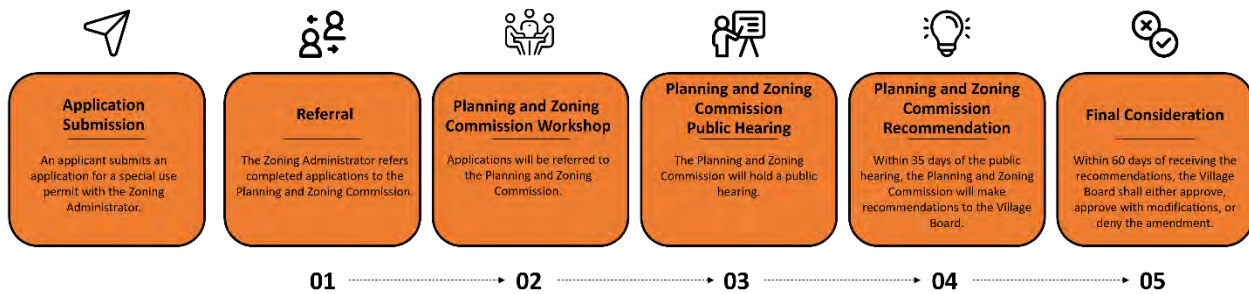 Application
Submission
An applicant submits an
application for a special use
permit with the Zoning
Administrator.
Referral
The Zoning Administrator refers
completed applications to the
Planning and Zoning Commission.
Planning and Zoning
Commission Workshop
Applications will be referred to
the Planning and Zoning
Commission.
Planning and Zoning
Commission
Public Hearing
The Planning and Zoning
Commission will hold a public
hearing.
Planning and Zoning
Commission
Recommendation
Within 35 days of the public
hearing, the Planning and Zoning
Commission will make
recommendations to the Village
Board.
Final Consideration
Within 60 days of receiving the
recommendations, the Village
Board shall either approve,
approve with modifications, or
deny the amendment.
01
02
03
04
05